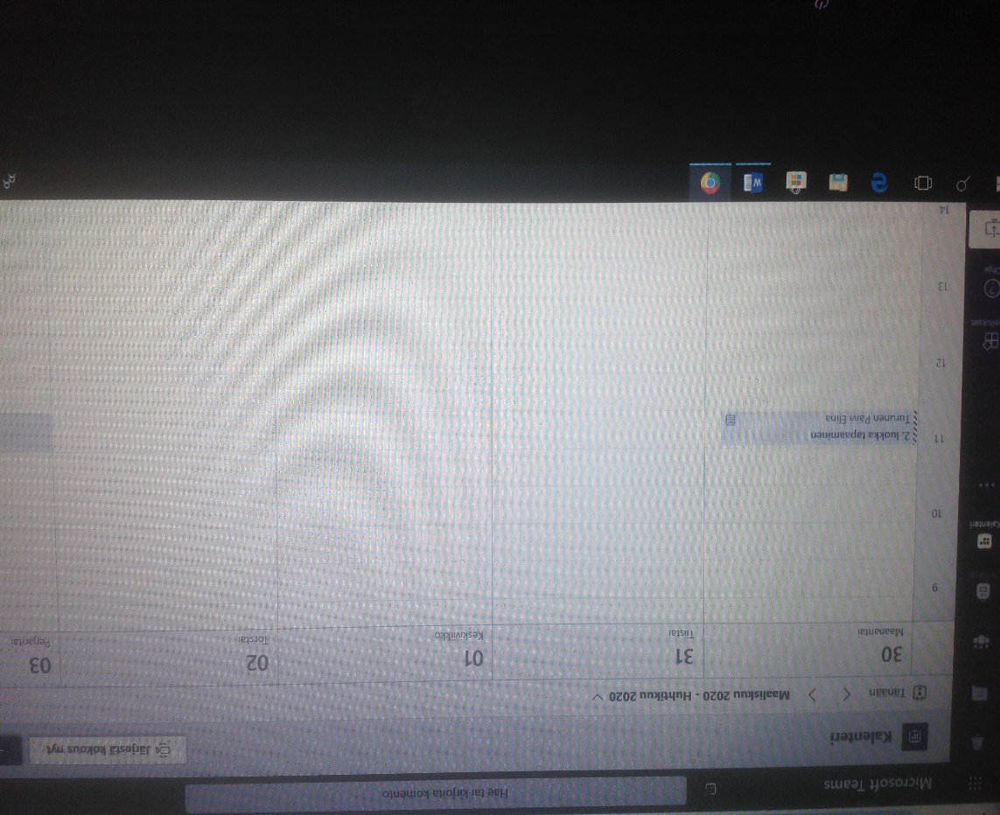 Microsoft Teams
Hae tai kirjoita komento
Kalenteri
Järjestä kokous nyt
Tänään
Maaliskuu 2020 - Huhtikuu 2020
30
Maanantai
31
Tiistai
01
Keskiviikko
02
Torstai
03
Perjantai
9
10
11
2. luokka tapaaminen
Turunen Päivi Elina
12
13
14
Kalenteri
Ohje